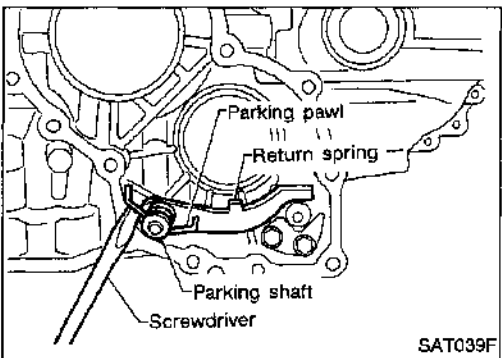 Parking pawl
Return spring
Parking shaft
Screwdriver
SAT039F